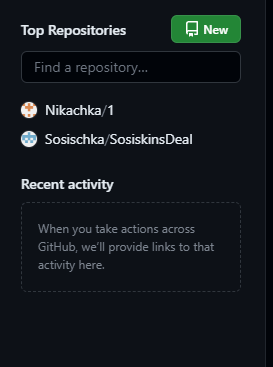 Top Repositories
New
Find a repository...
Nikachka/1
Sosischka/SosiskinsDeal
Recent activity
When you take actions across
GitHub, we'll provide links to that
activity here.